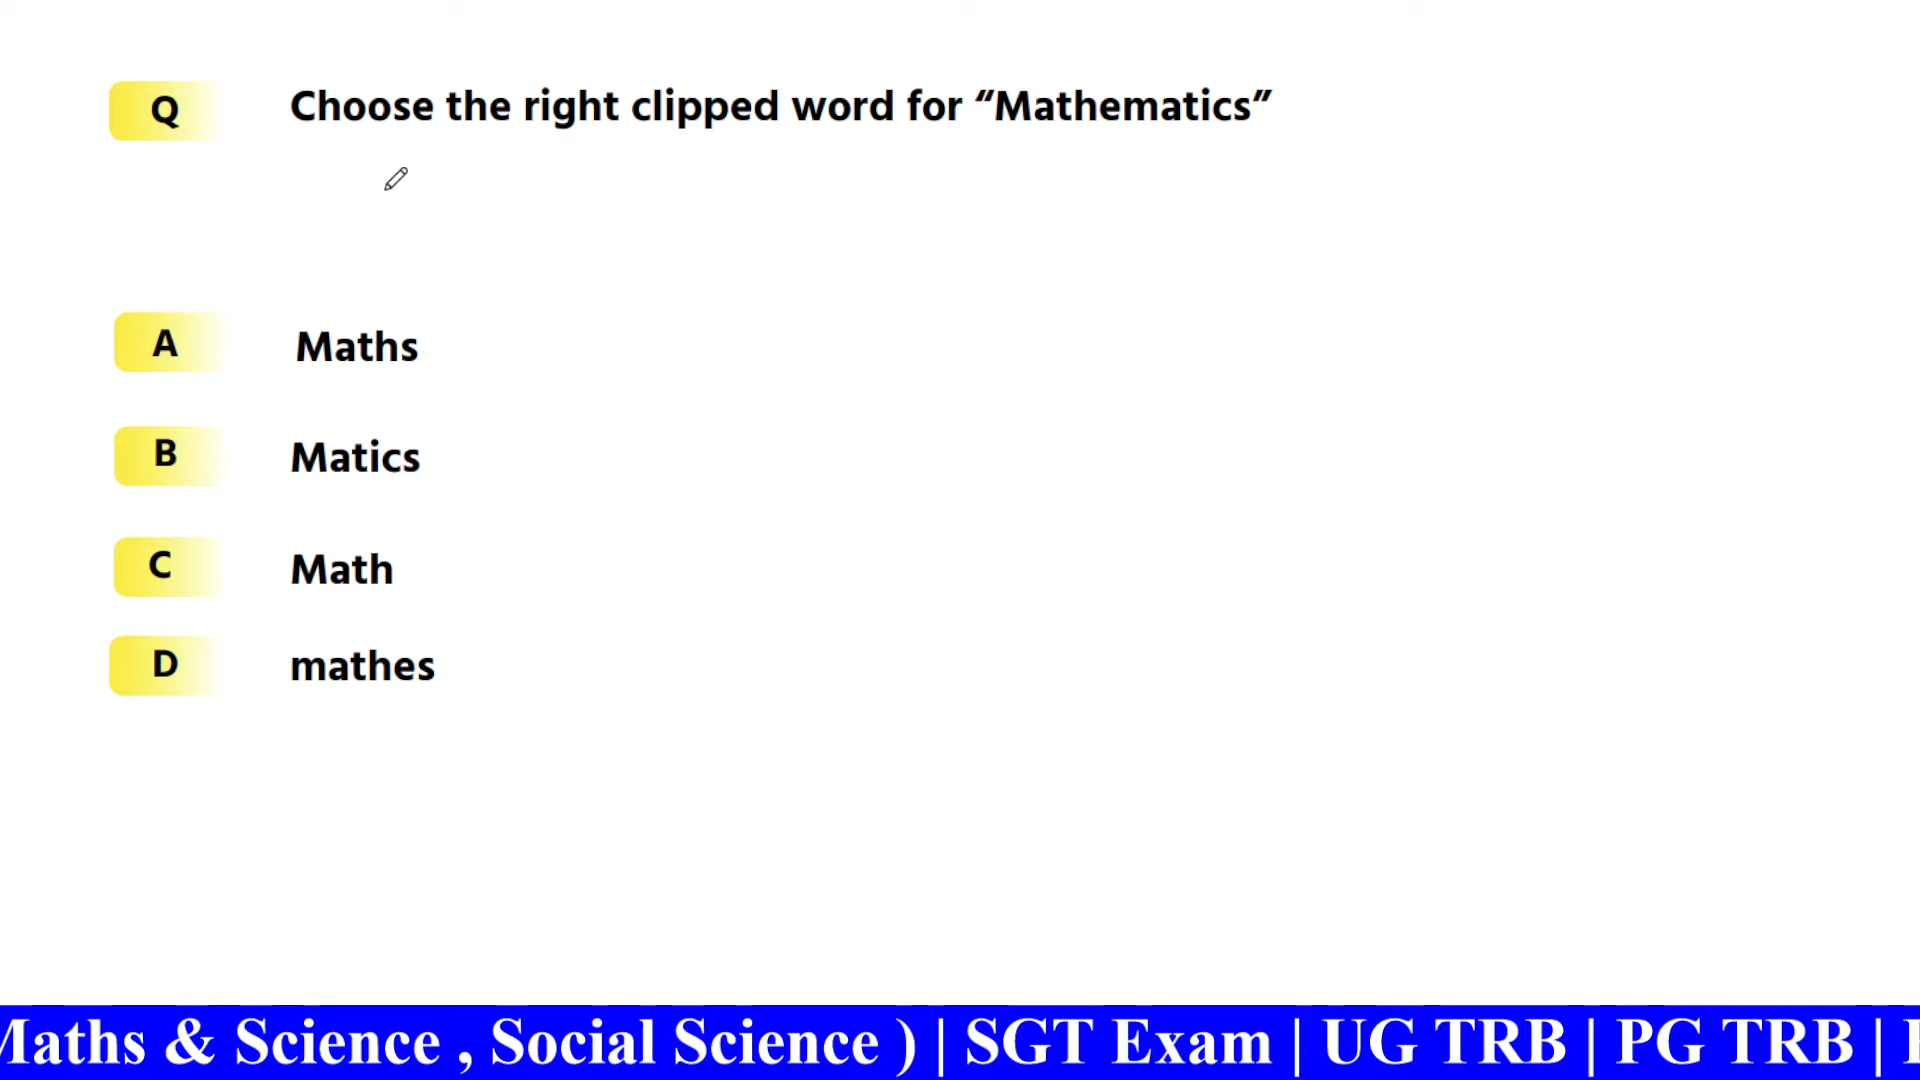 Q Choose the right clipped word for “Mathematics”
A Maths
B Matics
C Math
D mathes
Maths & Science , Social Science ) | SGT Exam | UG TRB | PG TRB |